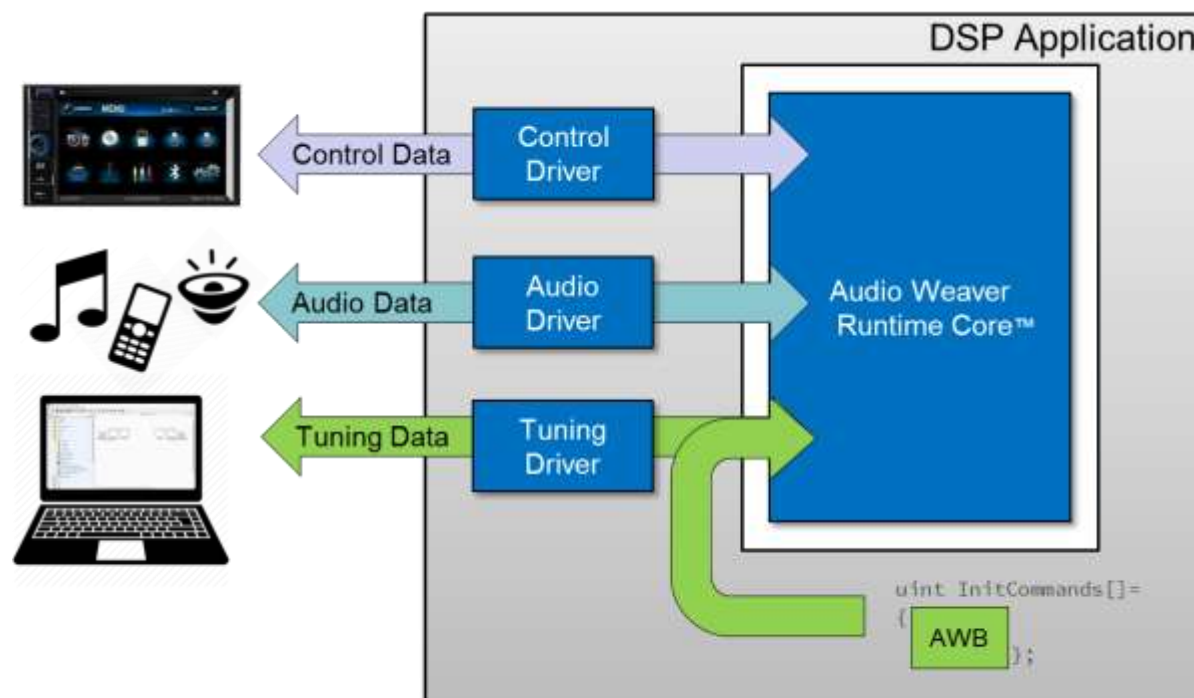 DSP Application
Control Data
Control
Driver
Audio Data
Audio
Driver
Audio Weaver
Runtime Core™
Tuning Data
Tuning
Driver
uint InitCommands[]=
{
AWB
};